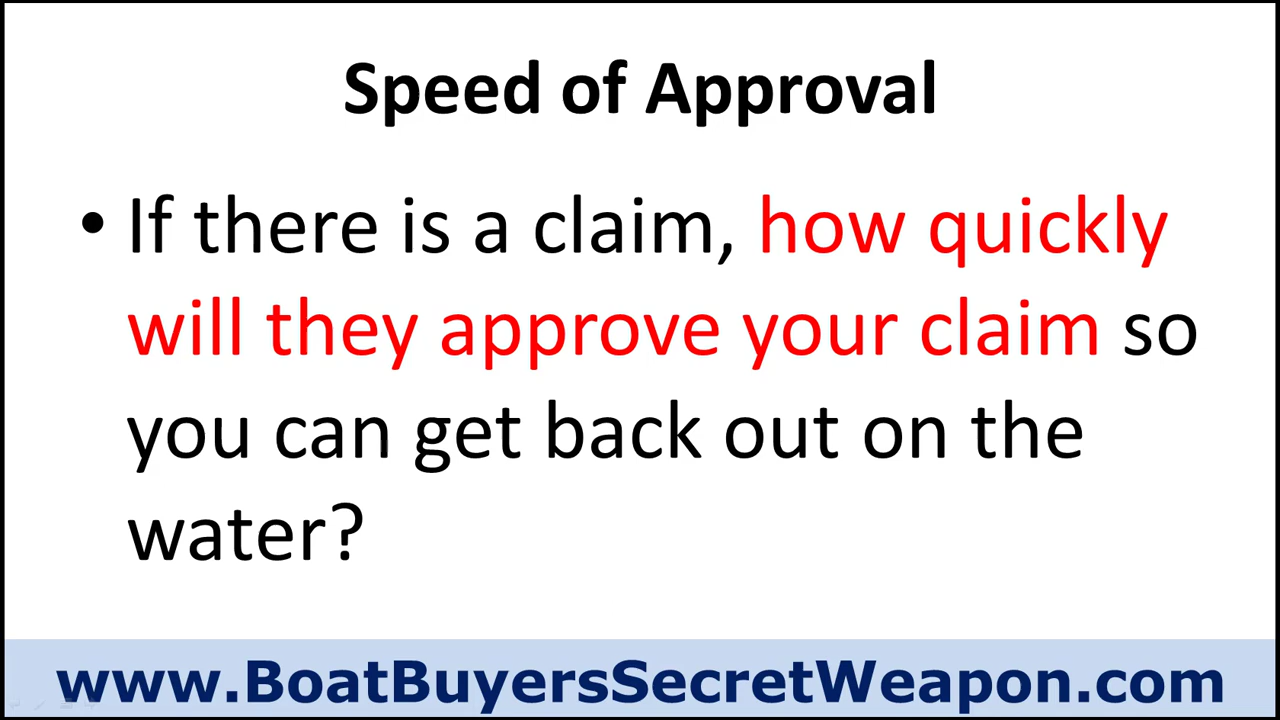 Speed of Approval
• If there is a claim, how quickly
will they approve your claim so
you can get back out on the
water?
www.BoatBuyersSecretWeapon.com